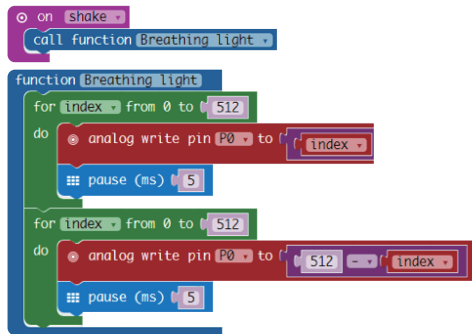 on shake
call function Breathing light
function Breathing light
for index from 0 to 512
do analog write pin P0 to index
pause (ms) 5
for index from 0 to 512
do analog write pin P0 to 512 - index
pause (ms) 5